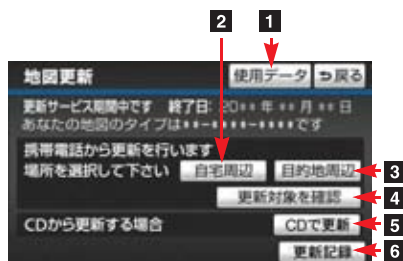 2 1
地図更新 使用データ 戻る
更新サービス期間中です 終了日: 20** 年 ** 月 ** 日
あなたの地図のタイプは**-****-****です
携帯電話から更新を行います
場所を選択して下さい 自宅周辺 目的地周辺 3
更新対象を確認 4
CDから更新する場合 CDで更新 5
更新記録 6